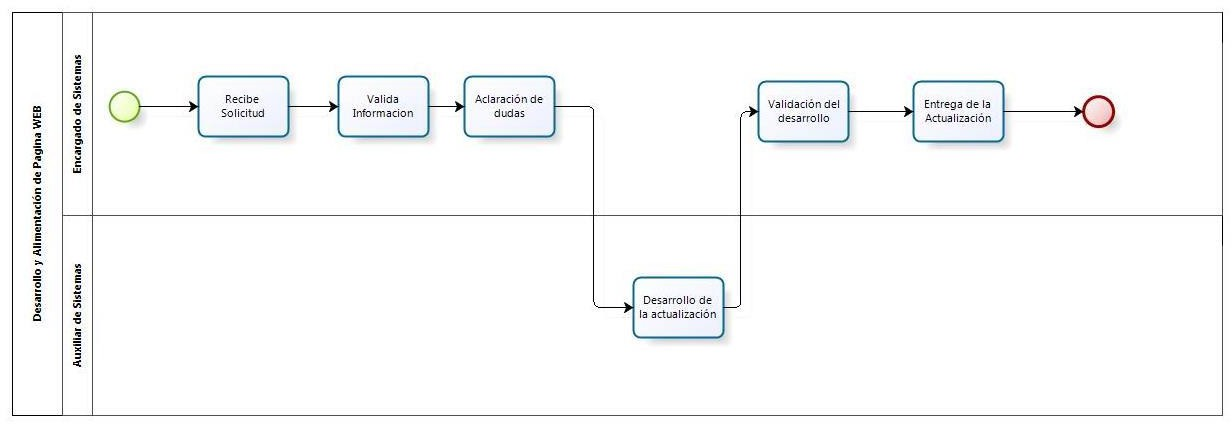 Desarrollo y Alimentación de Pagina WEB
Encargado de Sistemas
Recibe
Solicitud
Valida
Informacion
Aclaración de
dudas
Validación del
desarrollo
Entrega de la
Actualización
Auxiliar de Sistemas
Desarrollo de
la actualización